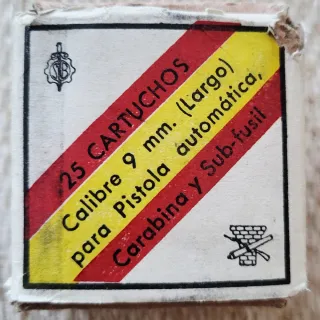 25 CARTUCHOS
Calibre 9 mm. (Largo)
para Pistola automática,
Carabina y Sub-fusil